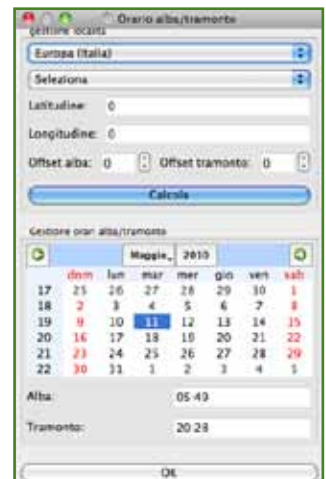 Orario alba/tramonto
gestione località
Europa (Italia)
Seleziona
Latitudine: 0
Longitudine: 0
Offset alba: 0 Offset tramonto: 0
Calcola
Gestione orari alba/tramonto
Maggio 2010
dom lun mar mer gio ven sab
17 25 26 27 28 29 30 1
18 2 3 4 5 6 7 8
19 9 10 11 12 13 14 15
20 16 17 18 19 20 21 22
21 23 24 25 26 27 28 29
22 30 31 1 2 3 4 5
Alba: 05:49
Tramonto: 20:28
OK